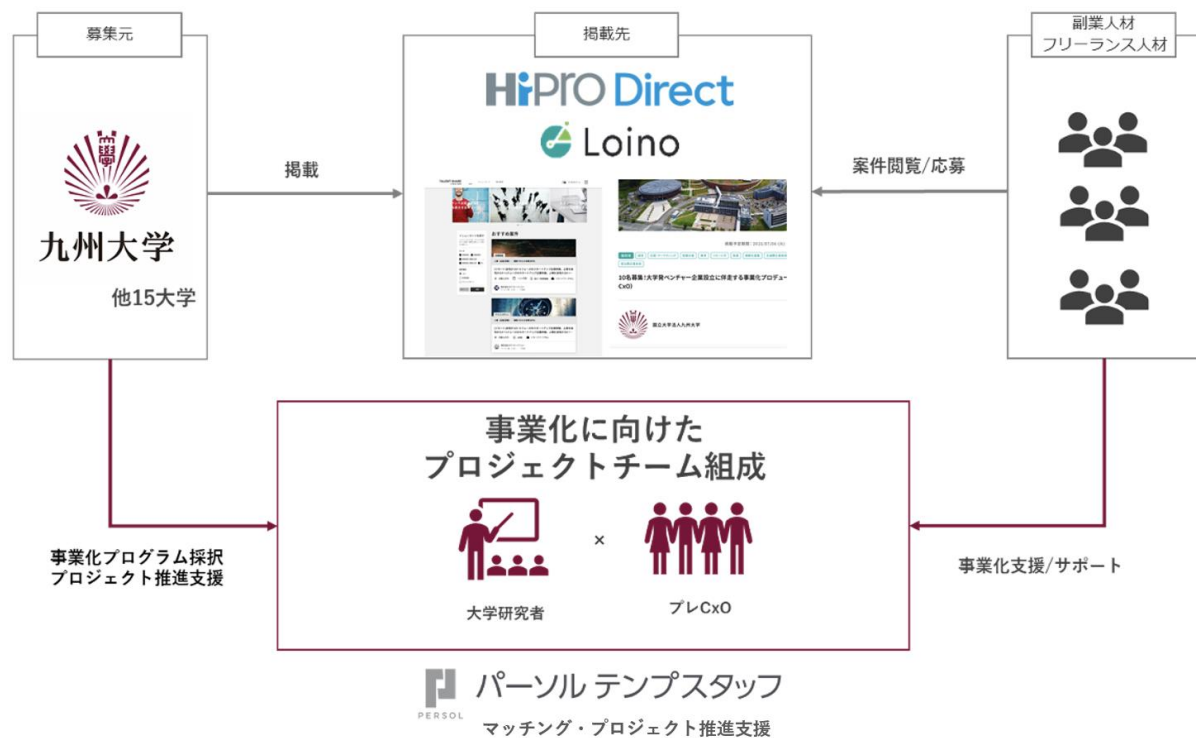 募集元
九州大学
他15大学
掲載
掲載先
HiPRO Direct
Loino
おすすめ案件
10名募集!大学発ベンチャー企業設立に伴走する事業化プロデュー
CxO)
国立大学法人九州大学
案件閲覧/応募
副業人材
フリーランス人材
事業化に向けた
プロジェクトチーム組成
×
大学研究者
プレCxO
事業化プログラム採択
プロジェクト推進支援
事業化支援/サポート
PERSOL
パーソル テンプスタッフ
マッチング・プロジェクト推進支援